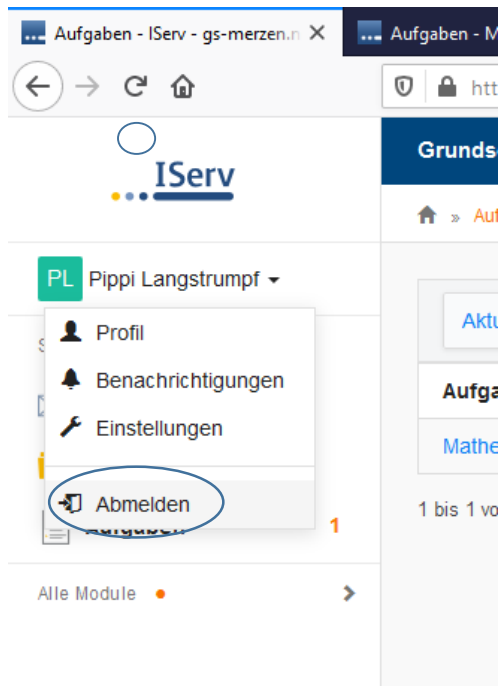 Aufgaben - IServ - gs-merzen.n
Aufgaben - M
htt
IServ
Grunds
» Auf
PL Pippi Langstrumpf
Aktu
Profil
Benachrichtigungen
Aufga
Einstellungen
Mathe
Abmelden
1 bis 1 vo
Aufgaben
1
Alle Module